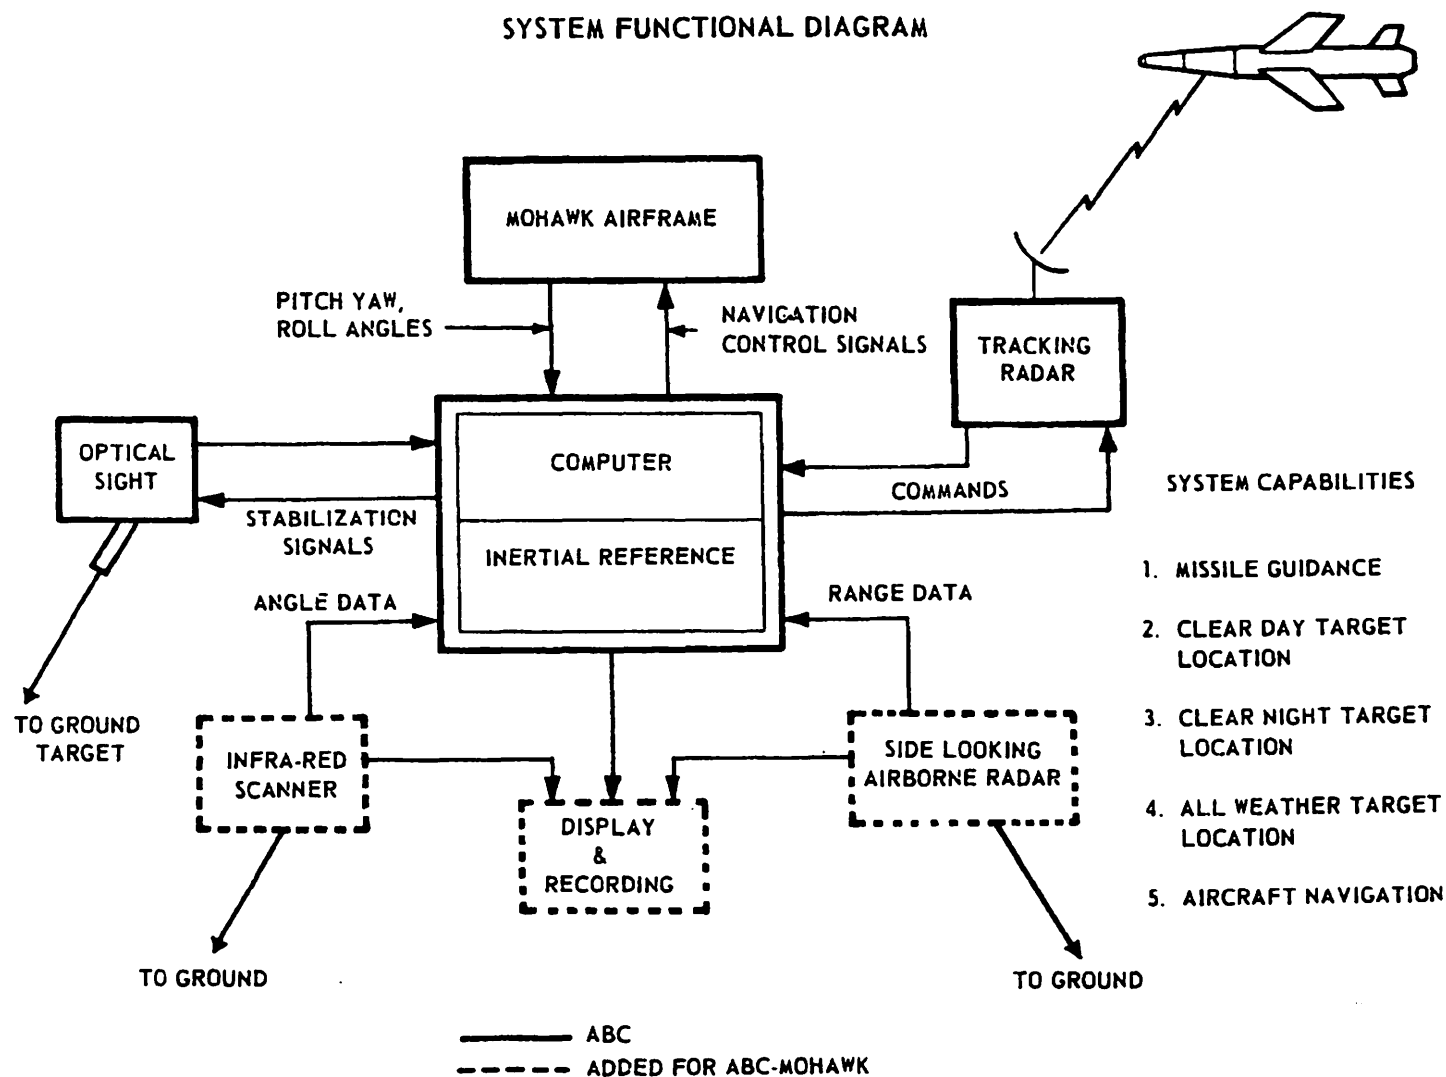 SYSTEM FUNCTIONAL DIAGRAM
MOHAWK AIRFRAME
PITCH YAW,
ROLL ANGLES
NAVIGATION
CONTROL SIGNALS
TRACKING
RADAR
OPTICAL
SIGHT
COMPUTER
COMMANDS
STABILIZATION
SIGNALS
INERTIAL REFERENCE
ANGLE DATA
RANGE DATA
TO GROUND
TARGET
INFRA-RED
SCANNER
SIDE LOOKING
AIRBORNE RADAR
DISPLAY
&
RECORDING
TO GROUND
TO GROUND
SYSTEM CAPABILITIES
1. MISSILE GUIDANCE
2. CLEAR DAY TARGET
LOCATION
3. CLEAR NIGHT TARGET
LOCATION
4. ALL WEATHER TARGET
LOCATION
5. AIRCRAFT NAVIGATION
ABC
ADDED FOR ABC-MOHAWK